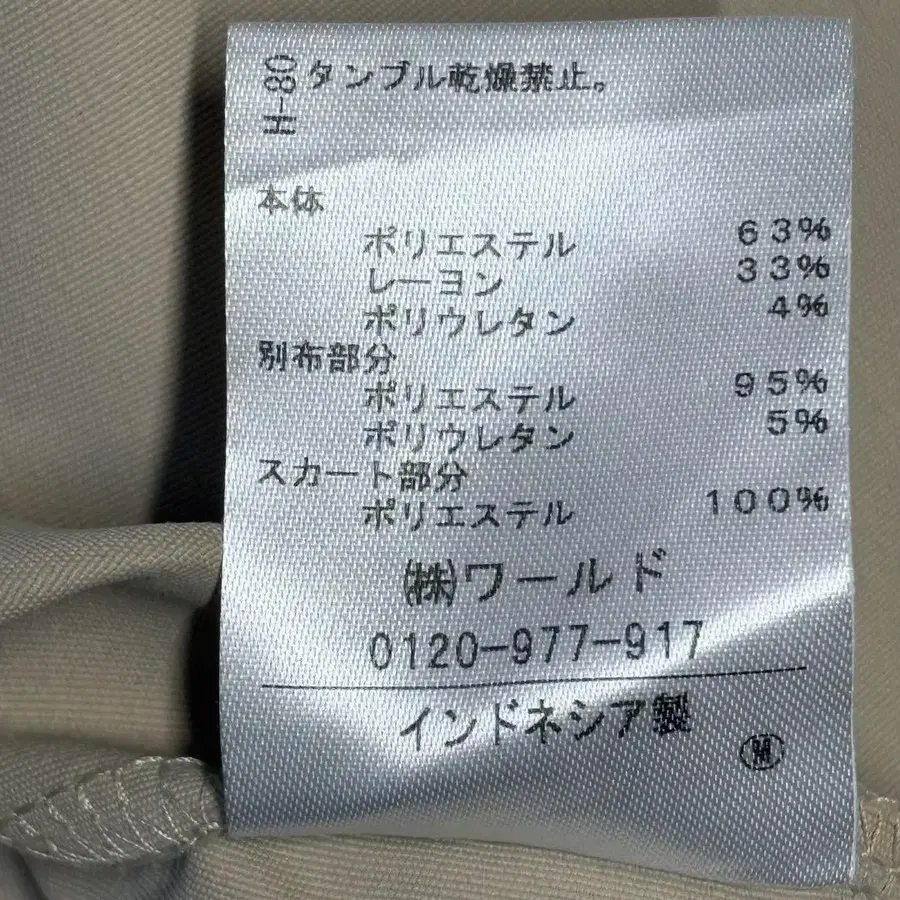 H-80
タンブル乾燥禁止。
本体
ポリエステル 63%
レーヨン 33%
ポリウレタン 4%
別布部分
ポリエステル 95%
ポリウレタン 5%
スカート部分
ポリエステル 100%
㈱ワールド
0120-977-917
インドネシア製
Ⓜ